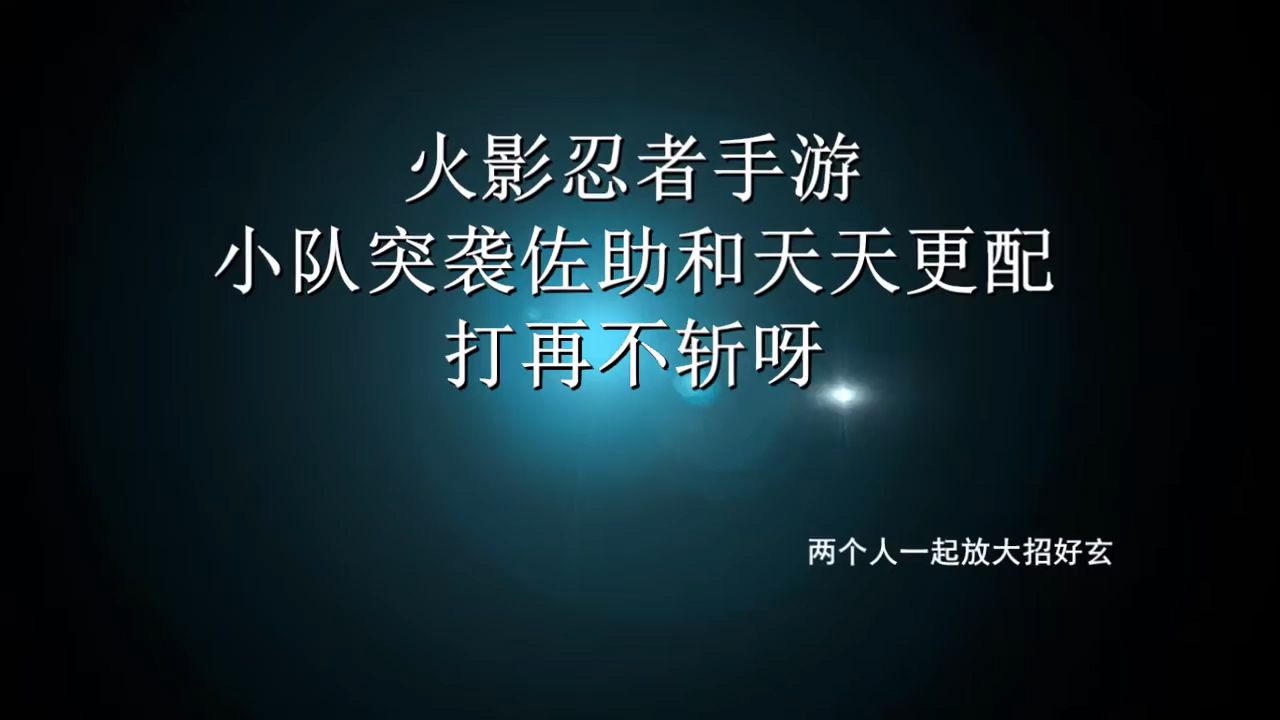 火影忍者手游
小队突袭佐助和天天更配
打再不斩呀
两个人一起放大招好玄